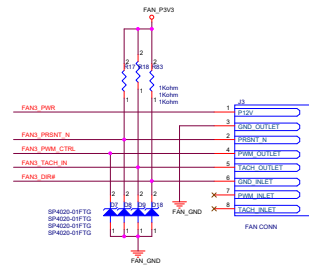 FAN_P3V3
2 2 2
R17 R18 R83
1Kohm
1Kohm
1Kohm
1 1 1
J3
FAN3_PWR
1 P12V
3 GND_OUTLET
FAN3_PRSNT_N
2 PRSNT_N
FAN3_PWM_CTRL
4 PWM_OUTLET
FAN3_TACH_IN
5 TACH_OUTLET
FAN3_DIR#
6 GND_INLET
7 PWM_INLET
8 TACH_INLET
2 2 2 2
D7 D8 D9 D18
SP4020-01FTG
SP4020-01FTG
SP4020-01FTG
SP4020-01FTG
1 1 1 1
FAN_GND
FAN CONN
FAN_GND